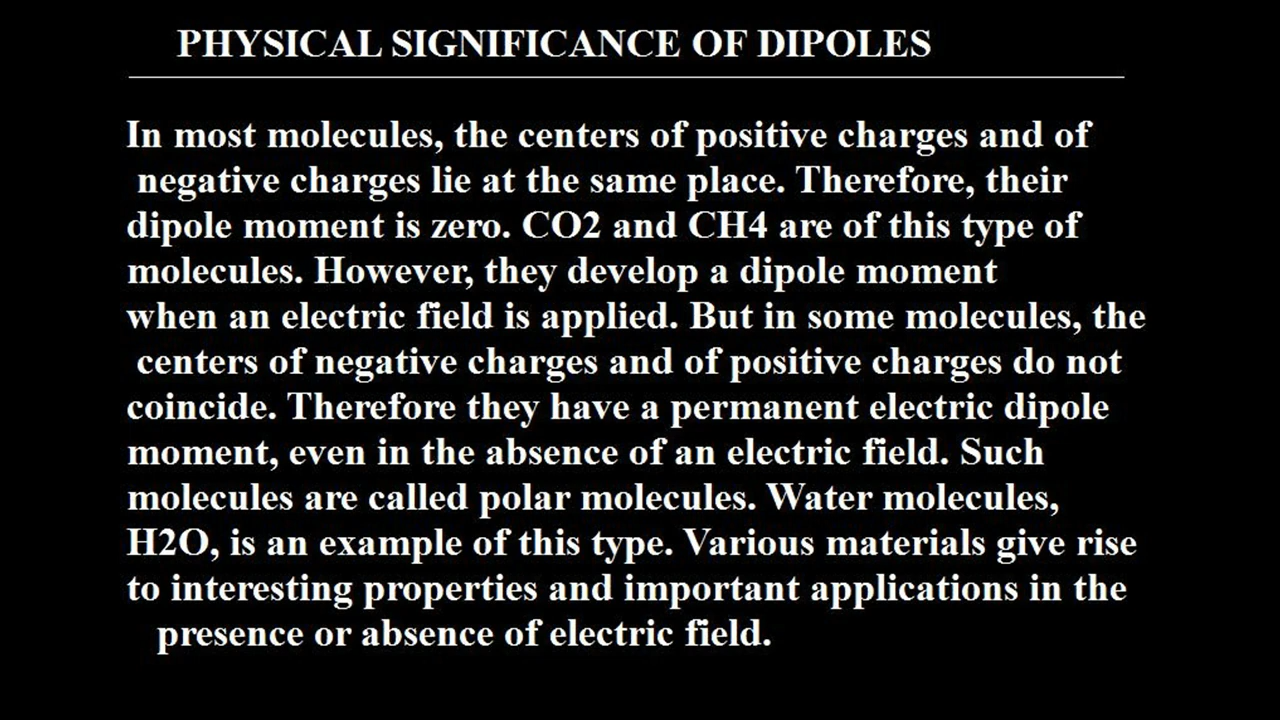 PHYSICAL SIGNIFICANCE OF DIPOLES
In most molecules, the centers of positive charges and of
negative charges lie at the same place. Therefore, their
dipole moment is zero. CO2 and CH4 are of this type of
molecules. However, they develop a dipole moment
when an electric field is applied. But in some molecules, the
centers of negative charges and of positive charges do not
coincide. Therefore they have a permanent electric dipole
moment, even in the absence of an electric field. Such
molecules are called polar molecules. Water molecules,
H2O, is an example of this type. Various materials give rise
to interesting properties and important applications in the
presence or absence of electric field.